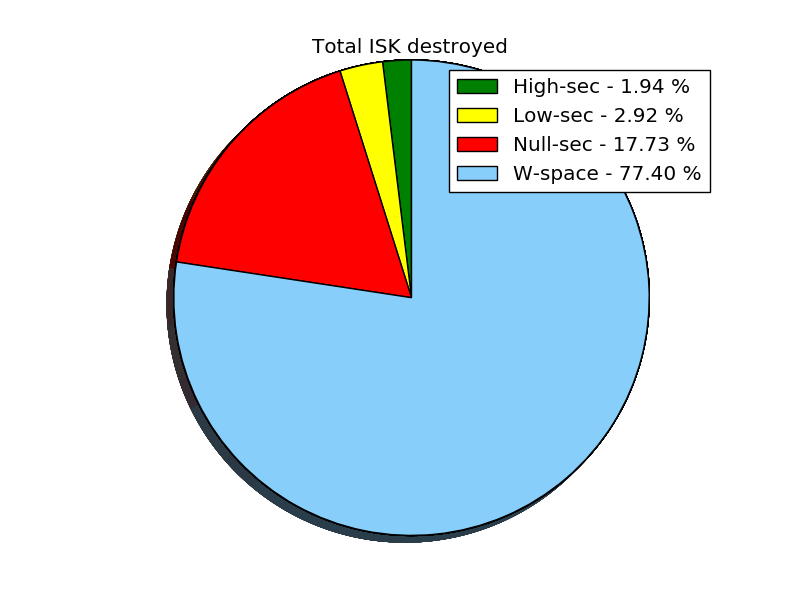 Total ISK destroyed
High-sec - 1.94 %
Low-sec - 2.92 %
Null-sec - 17.73 %
W-space - 77.40 %